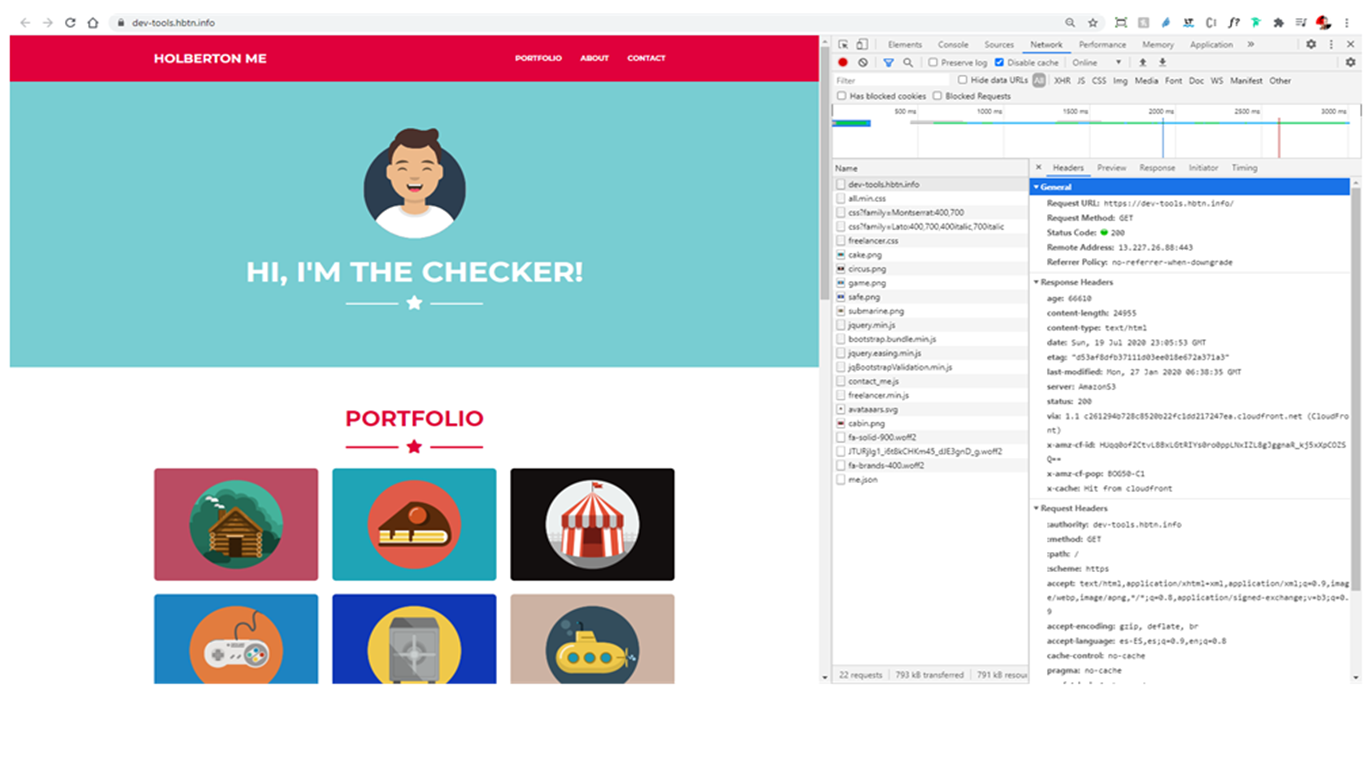 dev-tools.hbtn.info
HOLBERTON ME
PORTFOLIO ABOUT CONTACT
HI, I'M THE CHECKER!
PORTFOLIO
Elements Console Sources Network Performance Memory Application »
Preserve log Disable cache Online
Filter Hide data URLs All XHR JS CSS Img Media Font Doc WS Manifest Other
Has blocked cookies Blocked Requests
500 ms 1000 ms 1500 ms 2000 ms 2500 ms 3000 ms
Name
dev-tools.hbtn.info
all.min.css
css?family=Montserrat:400,700
css?family=Lato:400,700,400italic,700italic
freelancer.css
cake.png
circus.png
game.png
safe.png
submarine.png
jquery.min.js
bootstrap.bundle.min.js
jquery.easing.min.js
jqBootstrapValidation.min.js
contact_me.js
freelancer.min.js
avataaars.svg
cabin.png
fa-solid-900.woff2
fa-brands-400.woff2
me.json
22 requests 793 kB transferred 791 kB resou
Headers Preview Response Initiator Timing
General
Request URL: https://dev-tools.hbtn.info/
Request Method: GET
Status Code: 200
Remote Address: 13.227.26.88:443
Referrer Policy: no-referrer-when-downgrade
Response Headers
age: 66610
content-length: 24955
content-type: text/html
date: Sun, 19 Jul 2020 23:05:53 GMT
etag: "d53af8dfb37111d03ee018e672a371a3"
last-modified: Mon, 27 Jan 2020 06:38:35 GMT
server: AmazonS3
status: 200
via: 1.1 c261294b728c8520b22fc1dd217247ea.cloudfront.net (CloudFro
nt)
x-amz-cf-id:
Q==
x-amz-cf-pop: BOG50-C1
x-cache: Hit from cloudfront
Request Headers
:authority: dev-tools.hbtn.info
:method: GET
:path: /
:scheme: https
accept: text/html,application/xhtml+xml,application/xml;q=0.9,imag
e/webp,image/apng,*/*;q=0.8,application/signed-exchange;v=b3;q=0.
9
accept-encoding: gzip, deflate, br
accept-language: es-ES,es;q=0.9,en;q=0.8
cache-control: no-cache
pragma: no-cache